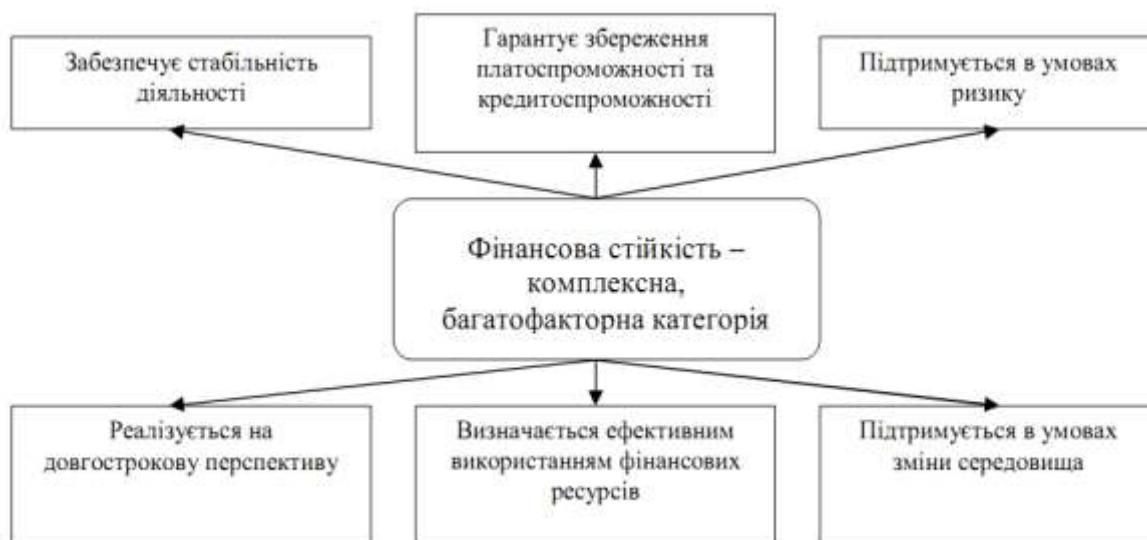 Забезпечує стабільність
діяльності
Гарантує збереження
платоспроможності та
кредитоспроможності
Підтримується в умовах
ризику
Фінансова стійкість –
комплексна,
багатофакторна категорія
Реалізується на
довгострокову перспективу
Визначається ефективним
використанням фінансових
ресурсів
Підтримується в умовах
зміни середовища